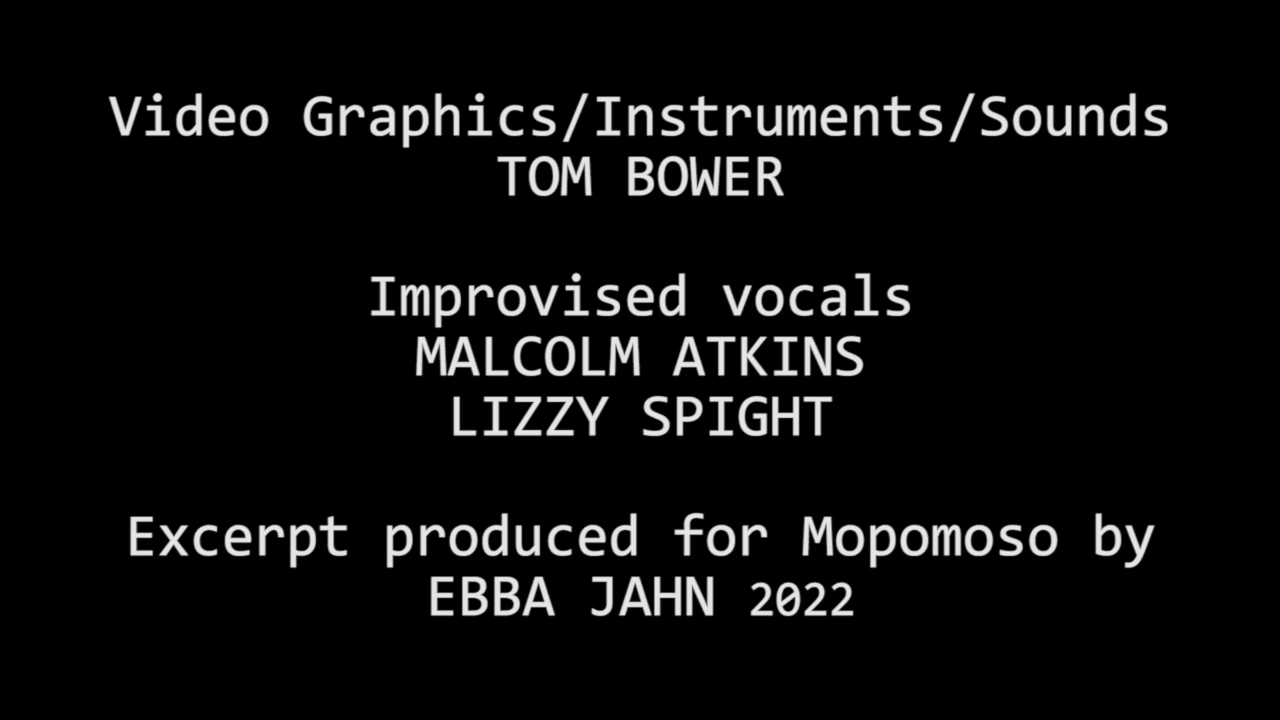 Video Graphics/Instruments/Sounds
TOM BOWER
Improvised vocals
MALCOLM ATKINS
LIZZY SPIGHT
Excerpt produced for Mopomoso by
EBBA JAHN 2022